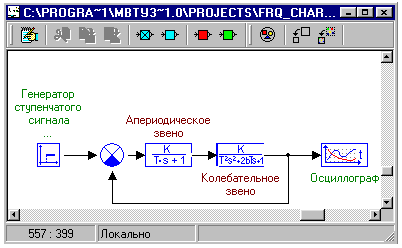 C:\PROGRA~1\МВТУ3~1.0\PROJECTS\FRQ_CHAR...
Генератор
ступенчатого
сигнала
...
Апериодическое
звено
K
T·s + 1
K
T²s²+2bTs+1
Колебательное
звено
t
Осциллограф
557 : 399
Локально